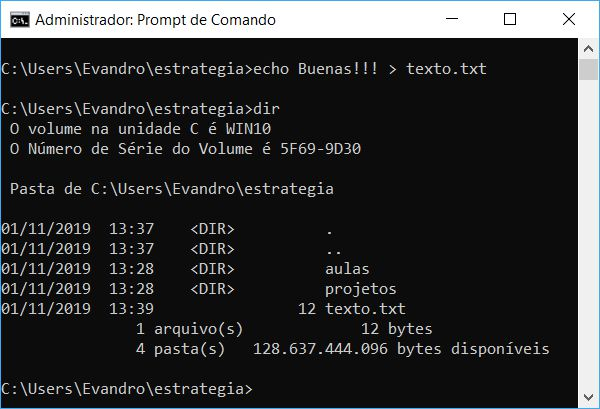 Administrador: Prompt de Comando
C:\Users\Evandro\estrategia>echo Buenas!!! > texto.txt
C:\Users\Evandro\estrategia>dir
 O volume na unidade C é WIN10
 O Número de Série do Volume é 5F69-9D30
 Pasta de C:\Users\Evandro\estrategia
01/11/2019  13:37    <DIR>          .
01/11/2019  13:37    <DIR>          ..
01/11/2019  13:28    <DIR>          aulas
01/11/2019  13:28    <DIR>          projetos
01/11/2019  13:39                12 texto.txt
               1 arquivo(s)             12 bytes
               4 pasta(s)   128.637.444.096 bytes disponíveis
C:\Users\Evandro\estrategia>